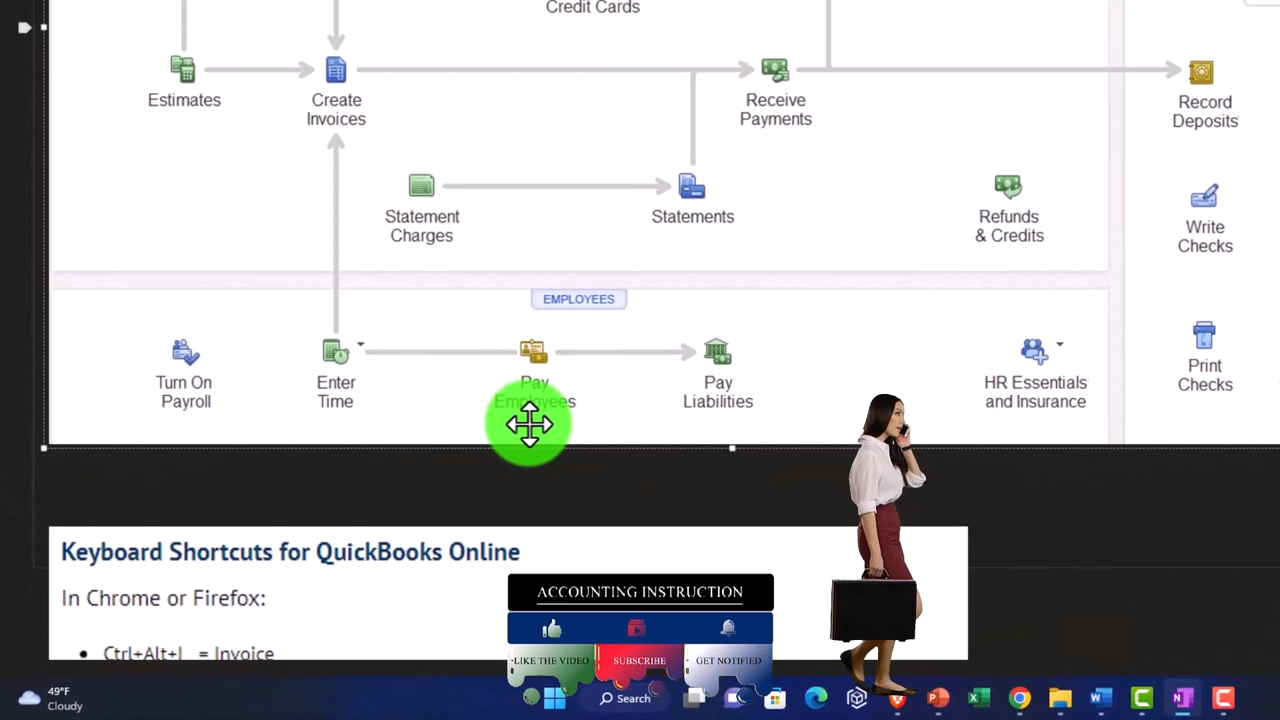 Credit Cards
Estimates
Create
Invoices
Receive
Payments
Record
Deposits
Statement
Charges
Statements
Refunds
& Credits
Write
Checks
EMPLOYEES
Turn On
Payroll
Enter
Time
Pay
Employees
Pay
Liabilities
HR Essentials
and Insurance
Print
Checks
Keyboard Shortcuts for QuickBooks Online
In Chrome or Firefox:
• Ctrl+Alt+I = Invoice
ACCOUNTING INSTRUCTION
LIKE THE VIDEO
SUBSCRIBE
GET NOTIFIED
49°F
Cloudy
Search